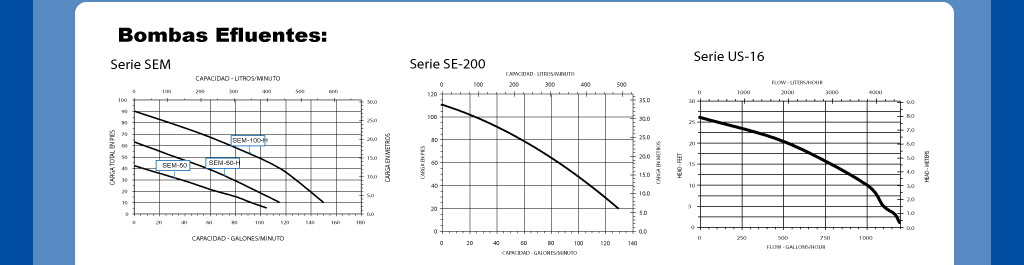 Bombas Efluentes:
Serie SEM
CAPACIDAD - LITROS/MINUTO
0 100 200 300 400 500 600
100
90
80
70
60
50
40
30
20
10
0
CARGA TOTAL EN PIES
30.0
25.0
20.0
15.0
10.0
5.0
0.0
CARGA EN METROS
SEM-100-H
SEM-50-H
SEM-50
0 20 40 60 80 100 120 140 160 180
CAPACIDAD - GALONES/MINUTO
Serie SE-200
CAPACIDAD - LITROS/MINUTO
0 100 200 300 400 500
120
100
80
60
40
20
0
CARGA EN PIES
35.0
30.0
25.0
20.0
15.0
10.0
5.0
0.0
CARGA EN METROS
0 20 40 60 80 100 120 140
CAPACIDAD - GALONES/MINUTO
Serie US-16
FLOW - LITERS/HOUR
0 1000 2000 3000 4000
30
25
20
15
10
5
0
HEAD - FEET
9.0
8.0
7.0
6.0
5.0
4.0
3.0
2.0
1.0
0.0
HEAD - METERS
0 250 500 750 1000
FLOW - GALLONS/HOUR